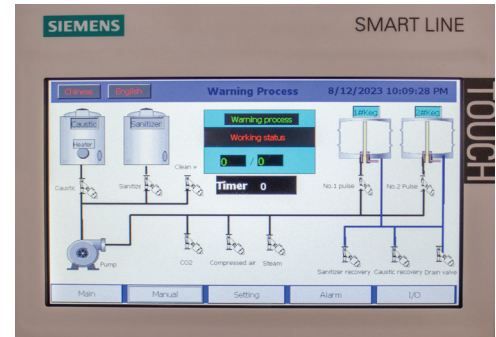 SIEMENS
SMART LINE
TOUCH
Chinese
English
Warning Process
8/12/2023 10:09:28 PM
Caustic
Heater
Sanitizer
Warning process
Working status
0 / 0
Timer 0
1#Keg
2#Keg
Clean w
Caustic
Sanitize
No.1 pulse
No.2 Pulse
Pump
CO2
Compressed air
Steam
Sanitizer recovery
Caustic recovery
Drain valve
Main
Manual
Setting
Alarm
I/O